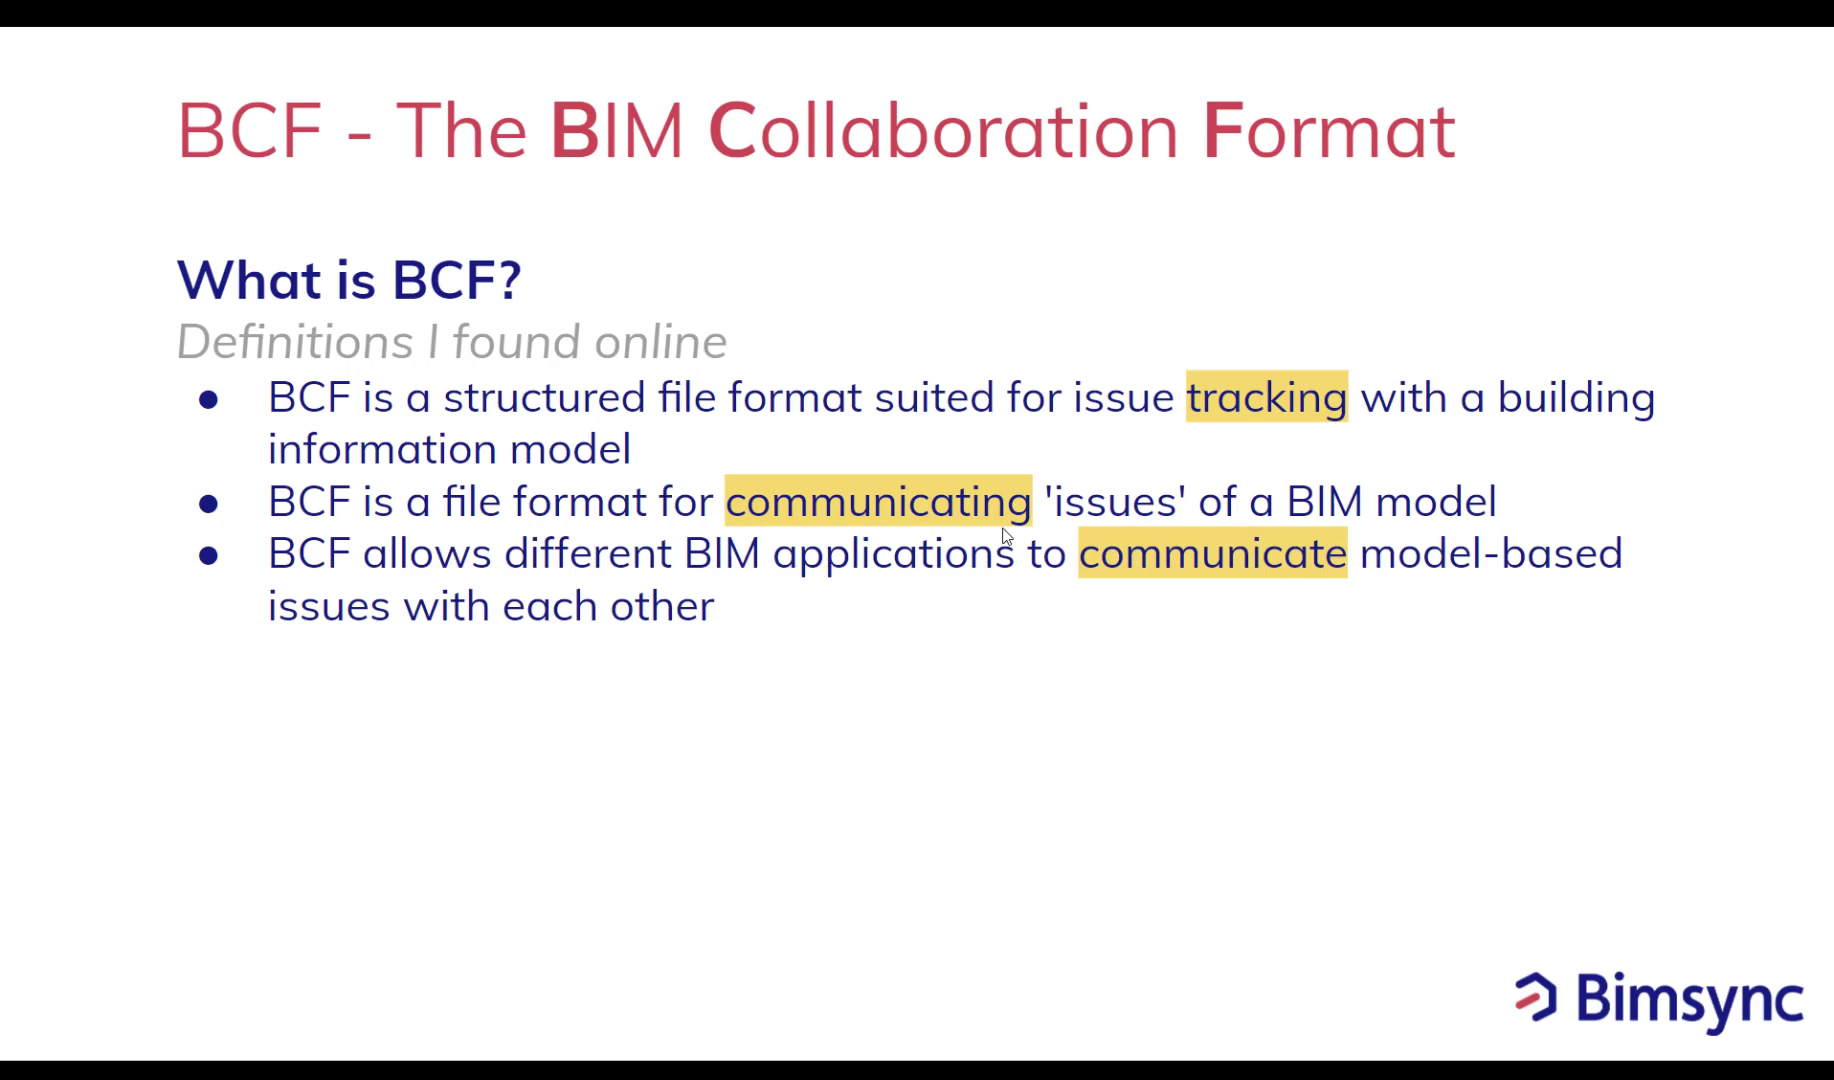 BCF - The BIM Collaboration Format
What is BCF?
Definitions I found online
● BCF is a structured file format suited for issue tracking with a building
information model
● BCF is a file format for communicating 'issues' of a BIM model
● BCF allows different BIM applications to communicate model-based
issues with each other
Bimsync